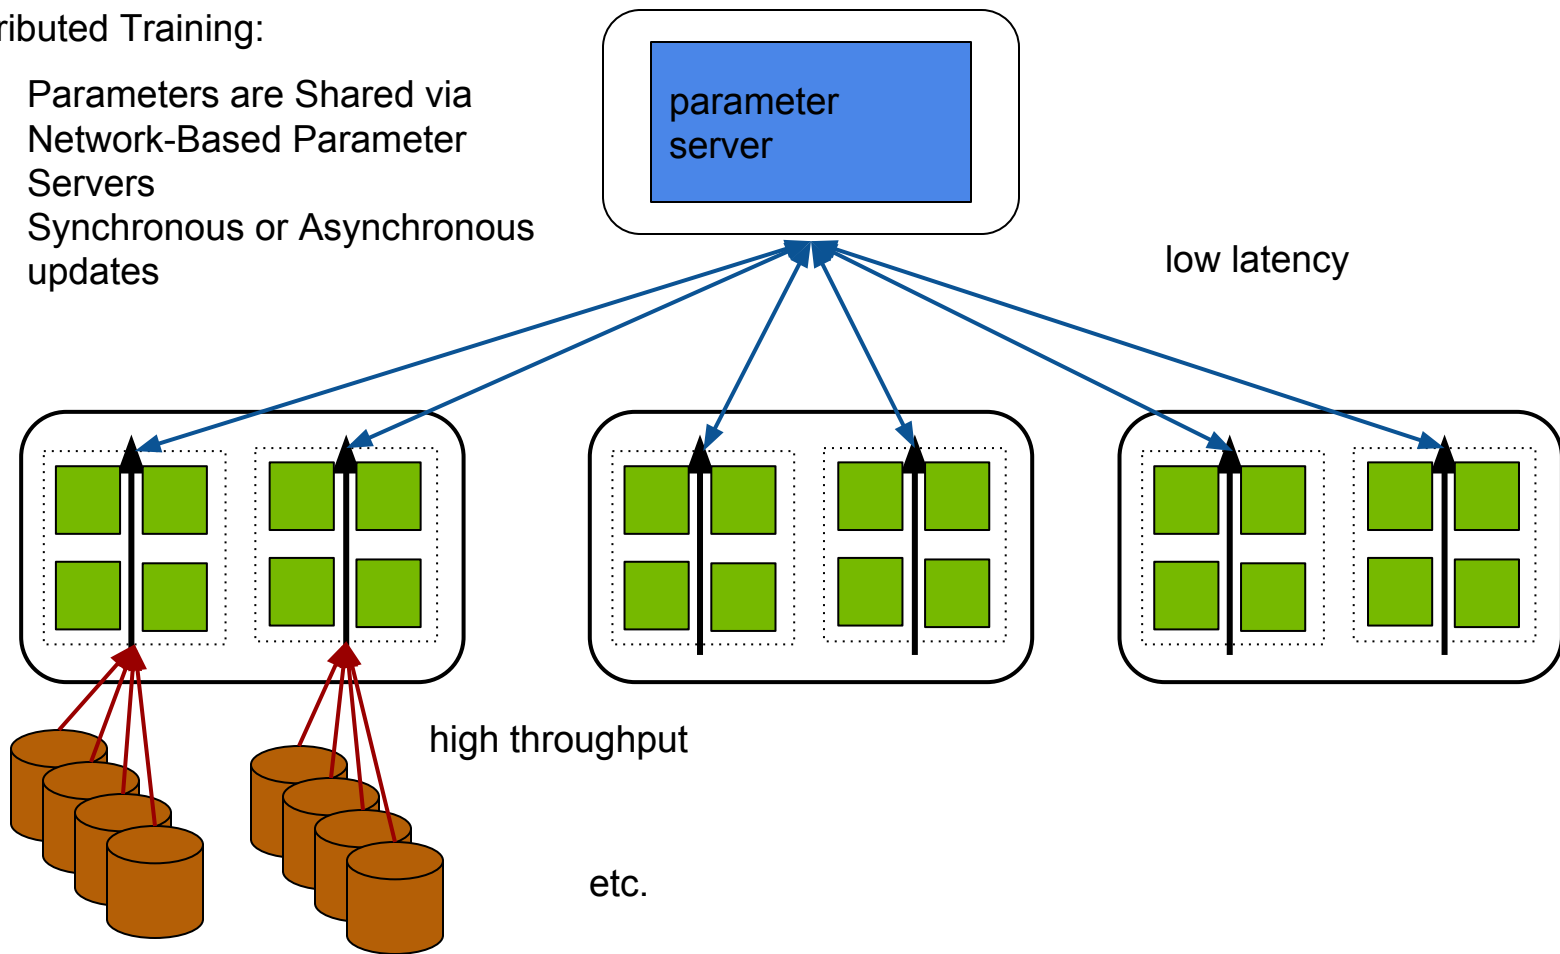 ributed Training:
Parameters are Shared via
Network-Based Parameter
Servers
Synchronous or Asynchronous
updates
parameter
server
low latency
high throughput
etc.